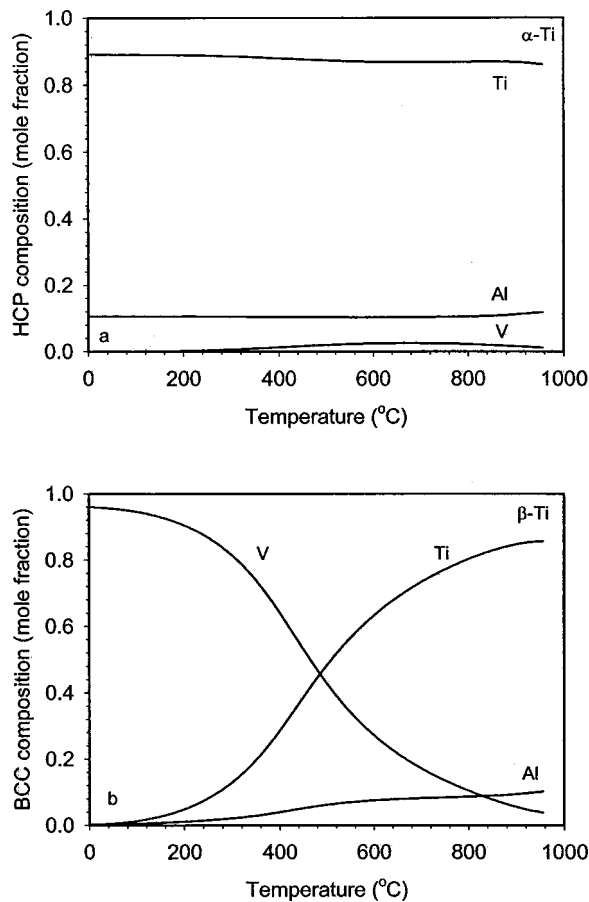 1.0
α-Ti
0.8
Ti
0.6
HCP composition (mole fraction)
0.4
0.2
Al
a
V
0.0
0 200 400 600 800 1000
Temperature (°C)
1.0
β-Ti
V
Ti
0.8
0.6
BCC composition (mole fraction)
0.4
0.2
Al
b
0.0
0 200 400 600 800 1000
Temperature (°C)